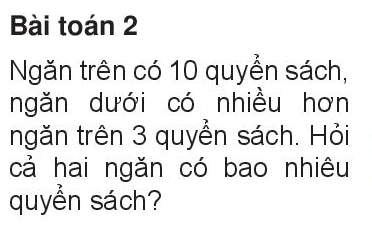 Bài toán 2
Ngăn trên có 10 quyển sách,
ngăn dưới có nhiều hơn
ngăn trên 3 quyển sách. Hỏi
cả hai ngăn có bao nhiêu
quyển sách?